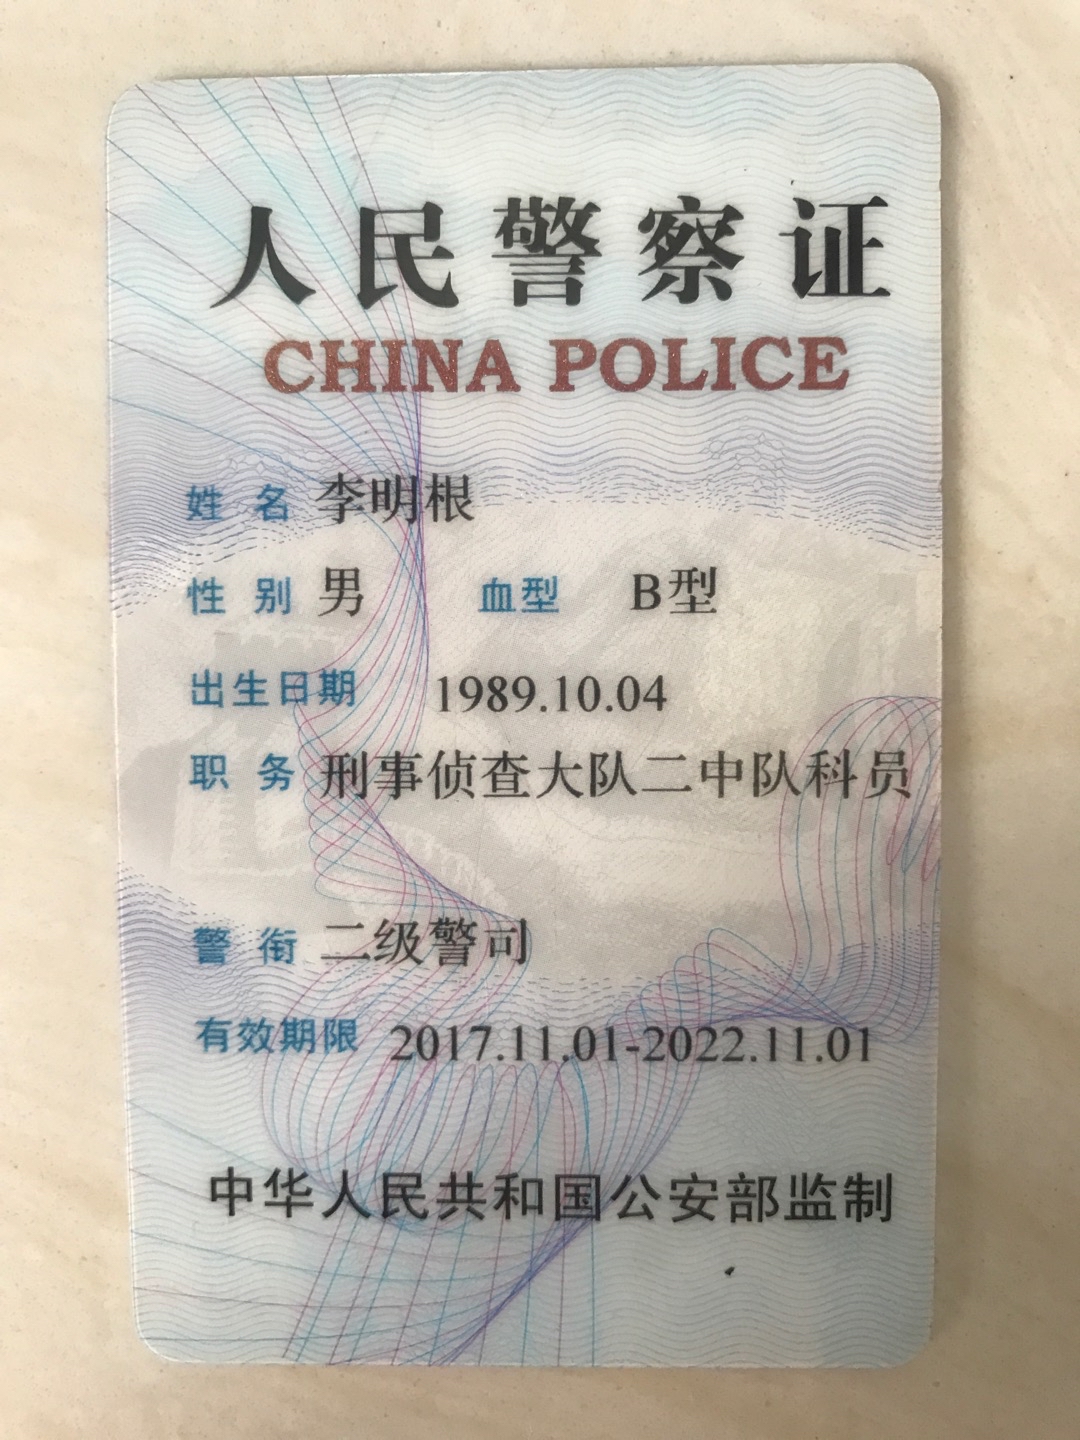 人民警察证
CHINA POLICE
姓 名 李明根
性 别 男 血型 B型
出生日期 1989.10.04
职 务 刑事侦查大队二中队科员
警 衔 二级警司
有效期限 2017.11.01-2022.11.01
中华人民共和国公安部监制